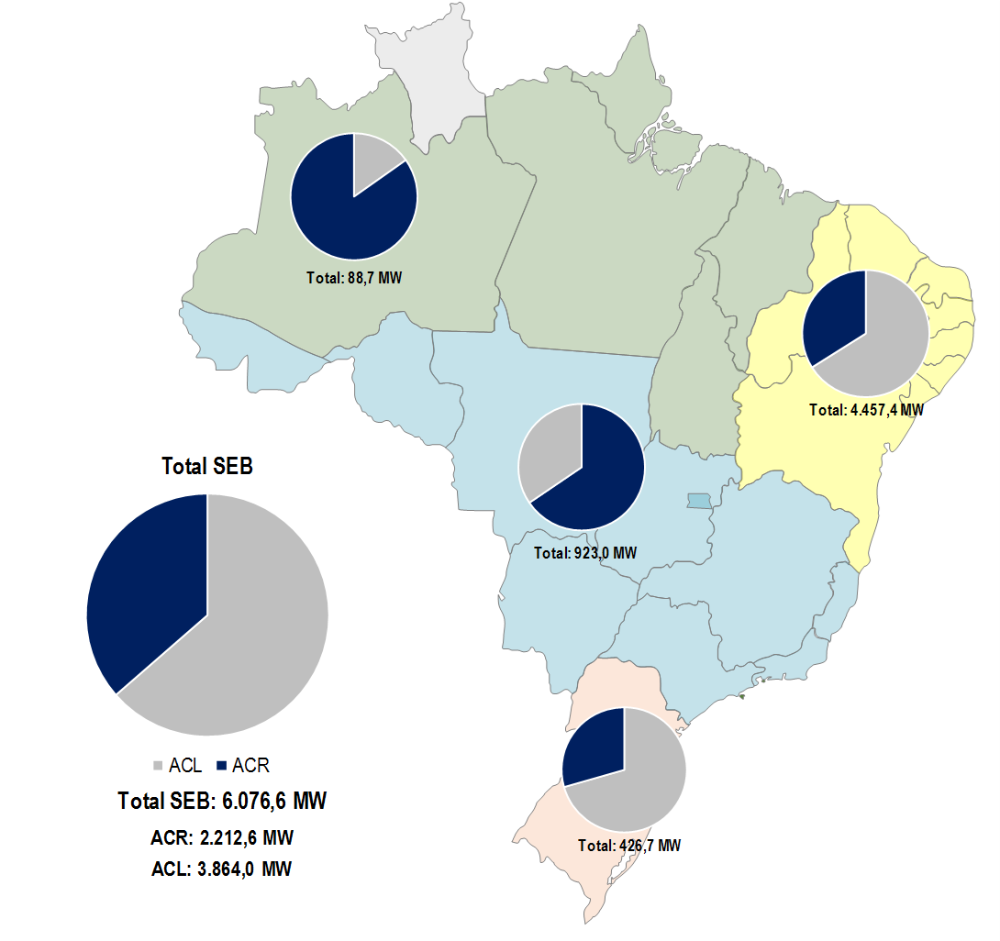 Total: 88,7 MW
Total: 4.457,4 MW
Total: 923,0 MW
Total SEB
ACL ACR
Total SEB: 6.076,6 MW
ACR: 2.212,6 MW
ACL: 3.864,0 MW
Total: 426,7 MW